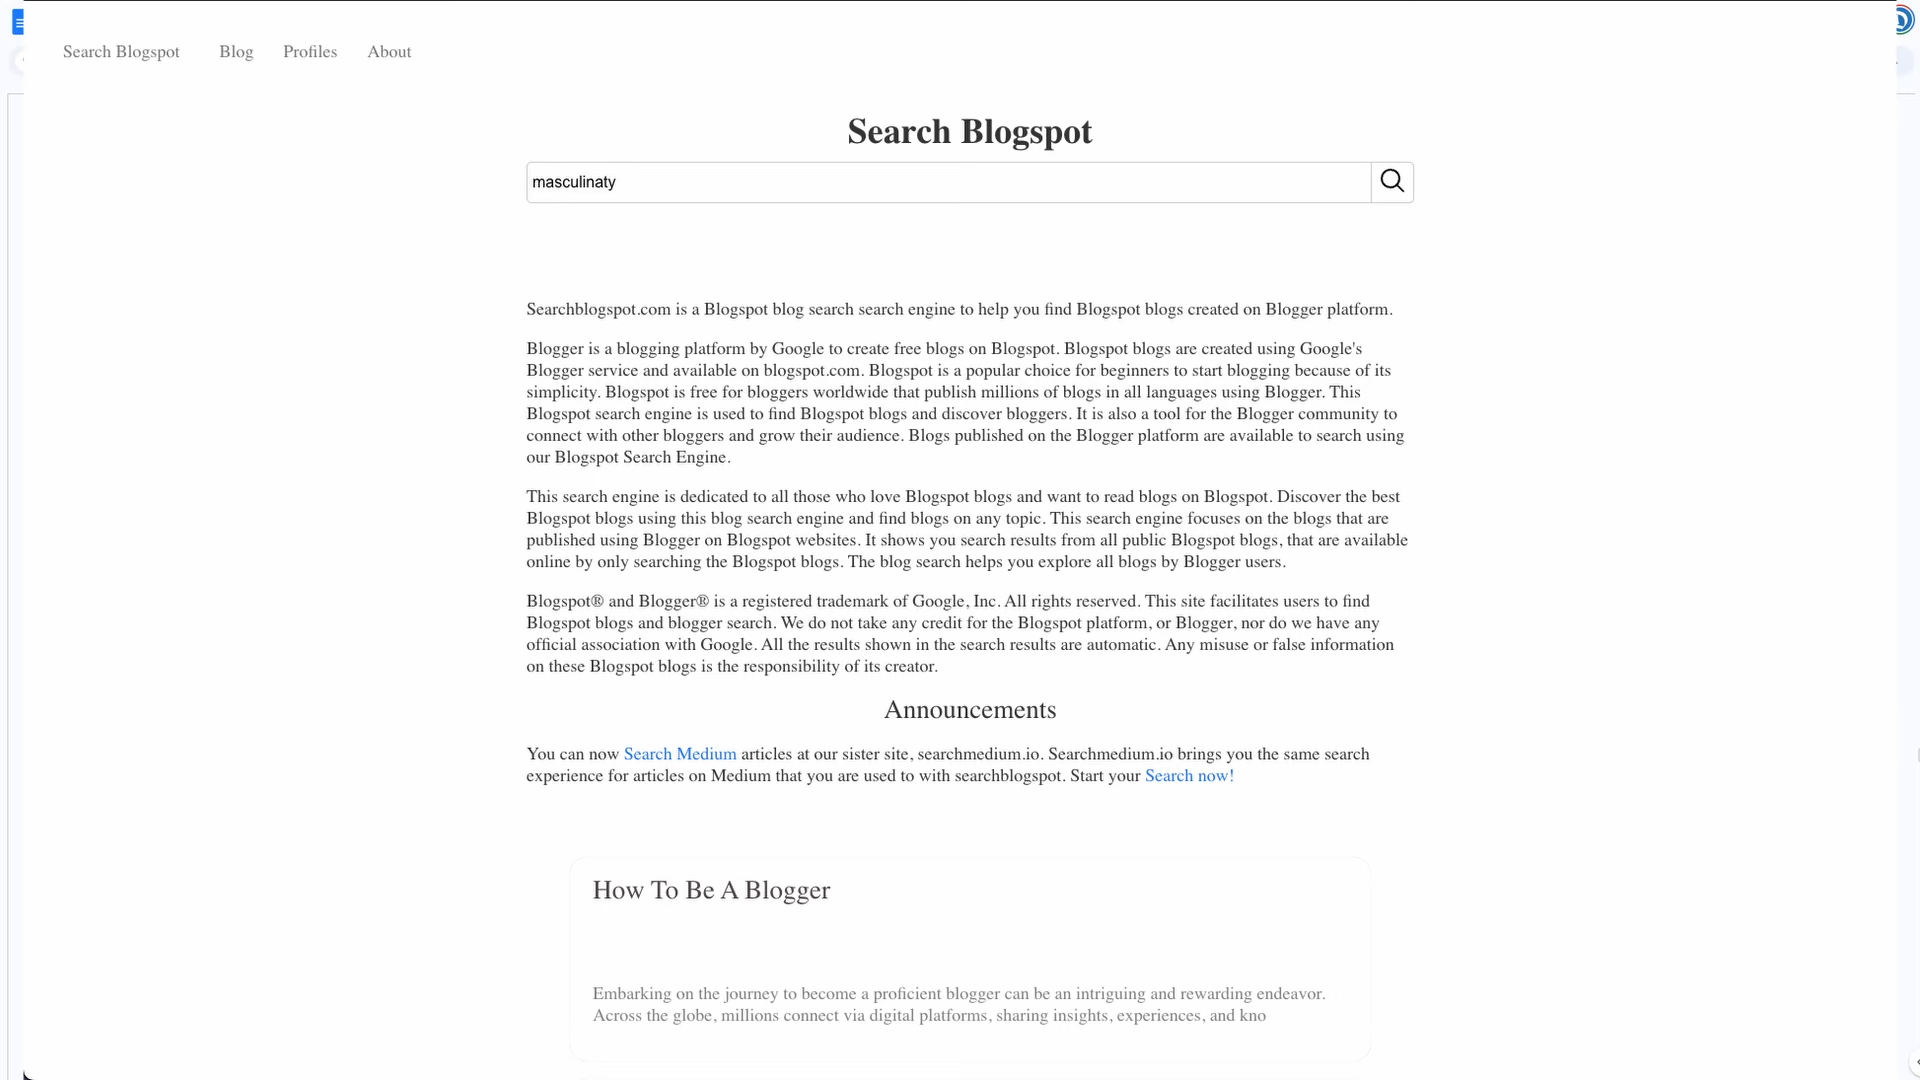 Search Blogspot Blog Profiles About
Search Blogspot
masculinaty
Searchblogspot.com is a Blogspot blog search search engine to help you find Blogspot blogs created on Blogger platform.
Blogger is a blogging platform by Google to create free blogs on Blogspot. Blogspot blogs are created using Google's
Blogger service and available on blogspot.com. Blogspot is a popular choice for beginners to start blogging because of its
simplicity. Blogspot is free for bloggers worldwide that publish millions of blogs in all languages using Blogger. This
Blogspot search engine is used to find Blogspot blogs and discover bloggers. It is also a tool for the Blogger community to
connect with other bloggers and grow their audience. Blogs published on the Blogger platform are available to search using
our Blogspot Search Engine.
This search engine is dedicated to all those who love Blogspot blogs and want to read blogs on Blogspot. Discover the best
Blogspot blogs using this blog search engine and find blogs on any topic. This search engine focuses on the blogs that are
published using Blogger on Blogspot websites. It shows you search results from all public Blogspot blogs, that are available
online by only searching the Blogspot blogs. The blog search helps you explore all blogs by Blogger users.
Blogspot® and Blogger® is a registered trademark of Google, Inc. All rights reserved. This site facilitates users to find
Blogspot blogs and blogger search. We do not take any credit for the Blogspot platform, or Blogger, nor do we have any
official association with Google. All the results shown in the search results are automatic. Any misuse or false information
on these Blogspot blogs is the responsibility of its creator.
Announcements
You can now Search Medium articles at our sister site, searchmedium.io. Searchmedium.io brings you the same search
experience for articles on Medium that you are used to with searchblogspot. Start your Search now!
How To Be A Blogger
Embarking on the journey to become a proficient blogger can be an intriguing and rewarding endeavor.
Across the globe, millions connect via digital platforms, sharing insights, experiences, and kno